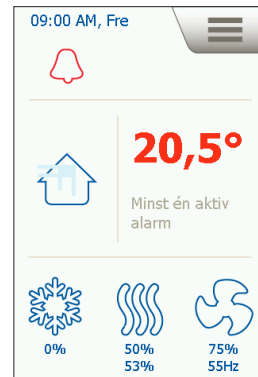 09:00 AM, Fre
20,5°
Minst én aktiv
alarm
0% 50% 75%
53% 55Hz